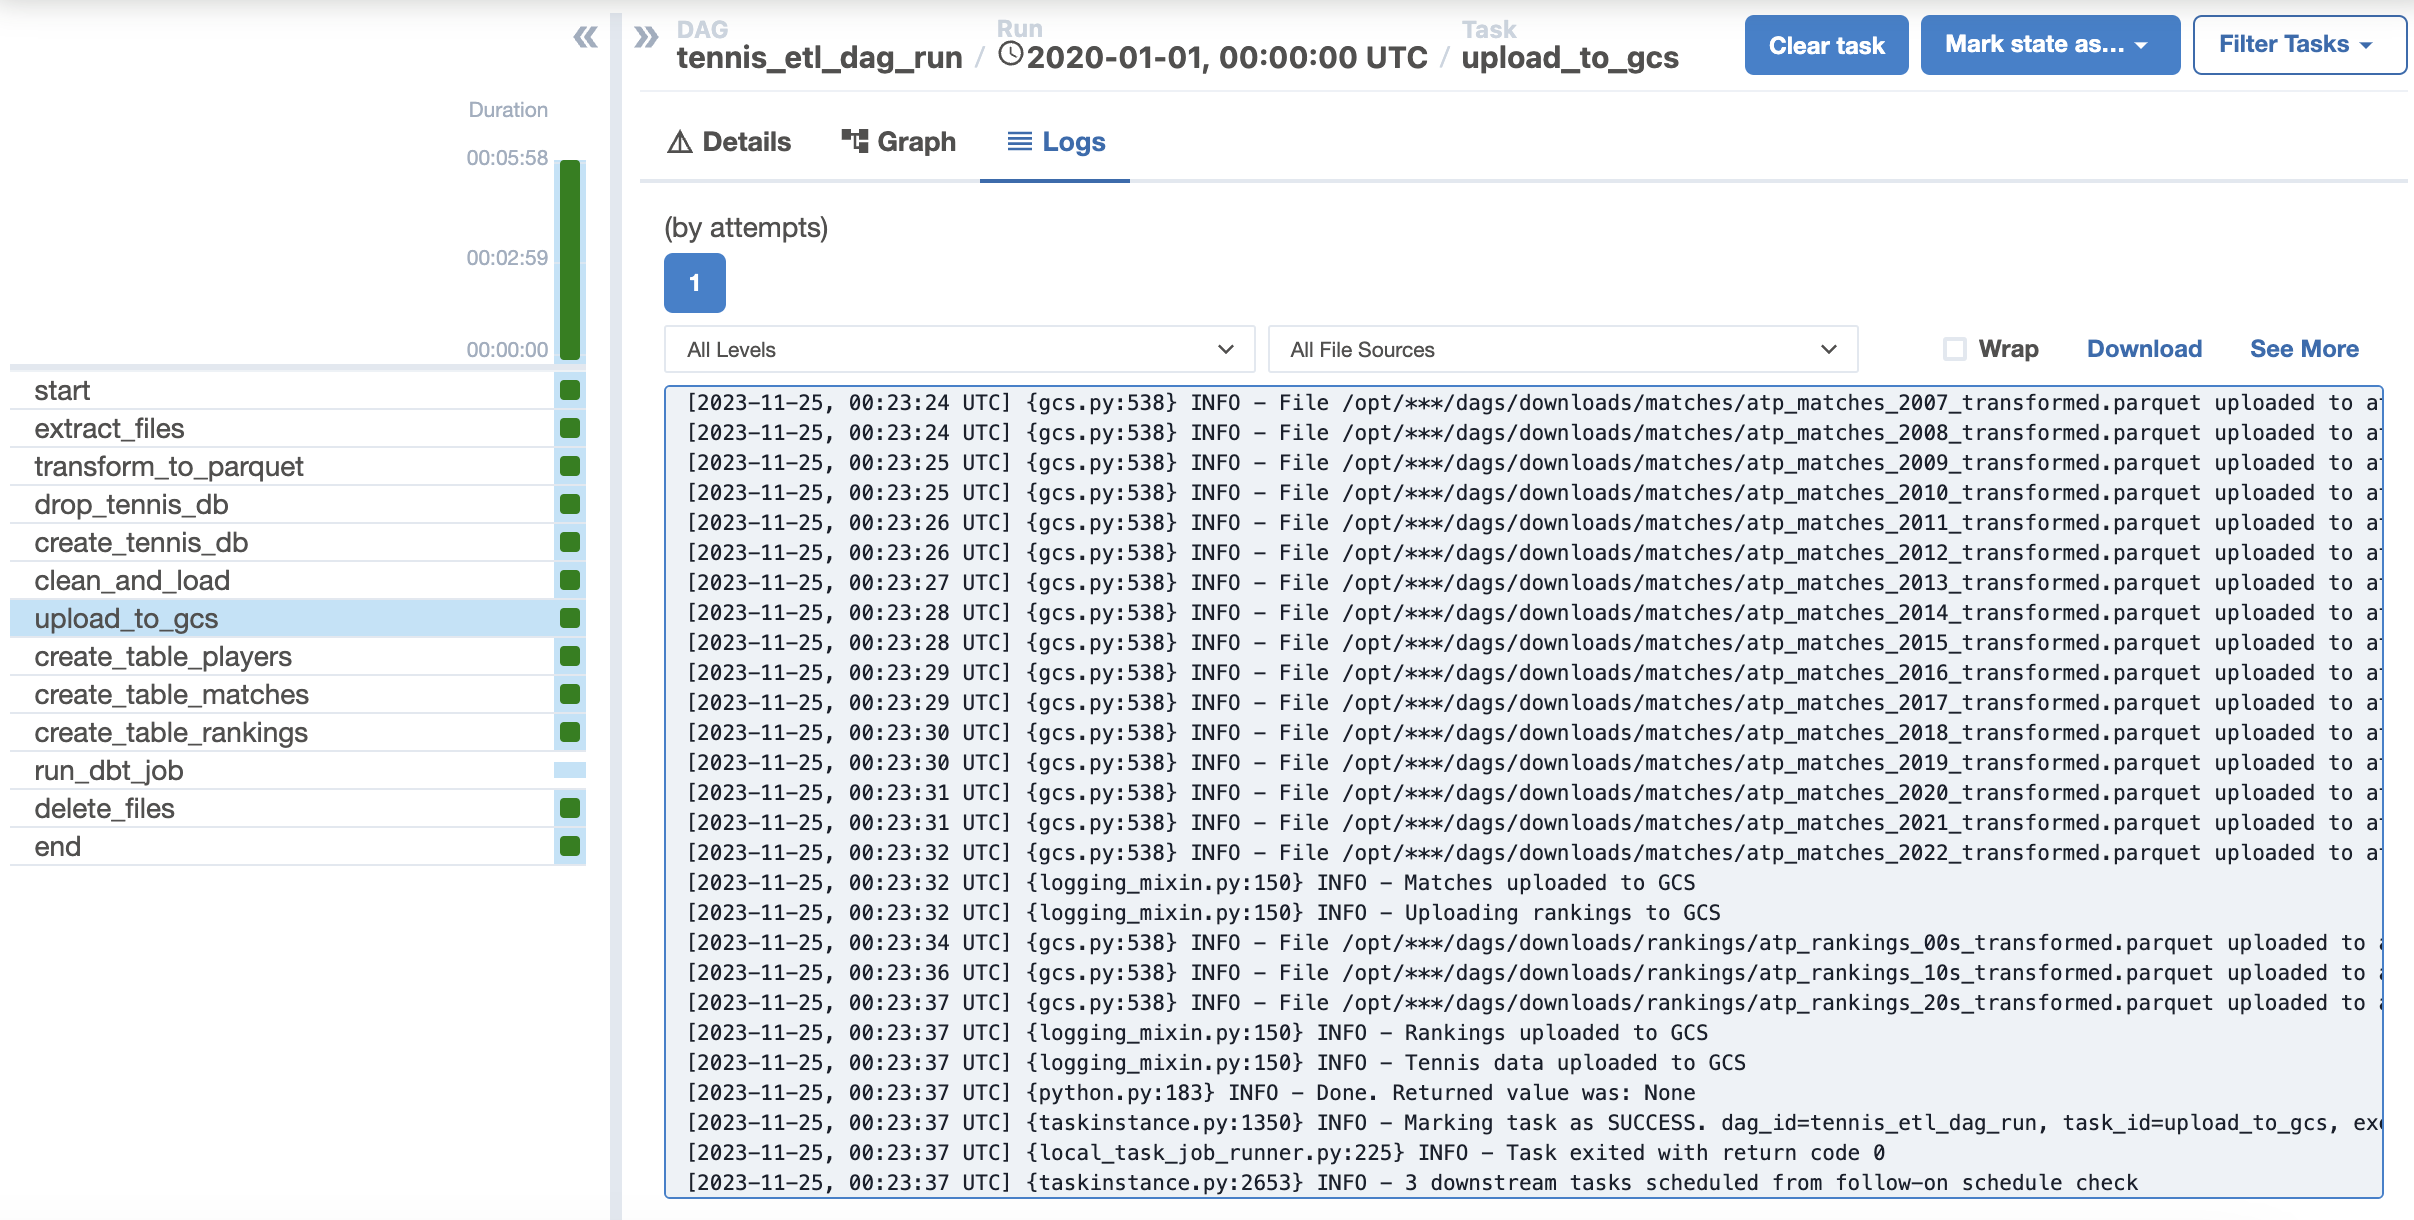 DAG
tennis_etl_dag_run / 
Run
2020-01-01, 00:00:00 UTC /
Task
upload_to_gcs
Clear task
Mark state as...
Filter Tasks
Duration
00:05:58
00:02:59
00:00:00
start
extract_files
transform_to_parquet
drop_tennis_db
create_tennis_db
clean_and_load
upload_to_gcs
create_table_players
create_table_matches
create_table_rankings
run_dbt_job
delete_files
end
Details
Graph
Logs
(by attempts)
1
All Levels
All File Sources
Wrap
Download
See More
[2023-11-25, 00:23:24 UTC] {gcs.py:538} INFO - File /opt/***/dags/downloads/matches/atp_matches_2007_transformed.parquet uploaded to
[2023-11-25, 00:23:24 UTC] {gcs.py:538} INFO - File /opt/***/dags/downloads/matches/atp_matches_2008_transformed.parquet uploaded to
[2023-11-25, 00:23:25 UTC] {gcs.py:538} INFO - File /opt/***/dags/downloads/matches/atp_matches_2009_transformed.parquet uploaded to
[2023-11-25, 00:23:25 UTC] {gcs.py:538} INFO - File /opt/***/dags/downloads/matches/atp_matches_2010_transformed.parquet uploaded to
[2023-11-25, 00:23:26 UTC] {gcs.py:538} INFO - File /opt/***/dags/downloads/matches/atp_matches_2011_transformed.parquet uploaded to
[2023-11-25, 00:23:26 UTC] {gcs.py:538} INFO - File /opt/***/dags/downloads/matches/atp_matches_2012_transformed.parquet uploaded to
[2023-11-25, 00:23:27 UTC] {gcs.py:538} INFO - File /opt/***/dags/downloads/matches/atp_matches_2013_transformed.parquet uploaded to
[2023-11-25, 00:23:28 UTC] {gcs.py:538} INFO - File /opt/***/dags/downloads/matches/atp_matches_2014_transformed.parquet uploaded to
[2023-11-25, 00:23:28 UTC] {gcs.py:538} INFO - File /opt/***/dags/downloads/matches/atp_matches_2015_transformed.parquet uploaded to
[2023-11-25, 00:23:29 UTC] {gcs.py:538} INFO - File /opt/***/dags/downloads/matches/atp_matches_2016_transformed.parquet uploaded to
[2023-11-25, 00:23:29 UTC] {gcs.py:538} INFO - File /opt/***/dags/downloads/matches/atp_matches_2017_transformed.parquet uploaded to
[2023-11-25, 00:23:30 UTC] {gcs.py:538} INFO - File /opt/***/dags/downloads/matches/atp_matches_2018_transformed.parquet uploaded to
[2023-11-25, 00:23:30 UTC] {gcs.py:538} INFO - File /opt/***/dags/downloads/matches/atp_matches_2019_transformed.parquet uploaded to
[2023-11-25, 00:23:31 UTC] {gcs.py:538} INFO - File /opt/***/dags/downloads/matches/atp_matches_2020_transformed.parquet uploaded to
[2023-11-25, 00:23:31 UTC] {gcs.py:538} INFO - File /opt/***/dags/downloads/matches/atp_matches_2021_transformed.parquet uploaded to
[2023-11-25, 00:23:32 UTC] {gcs.py:538} INFO - File /opt/***/dags/downloads/matches/atp_matches_2022_transformed.parquet uploaded to
[2023-11-25, 00:23:32 UTC] {logging_mixin.py:150} INFO - Matches uploaded to GCS
[2023-11-25, 00:23:32 UTC] {logging_mixin.py:150} INFO - Uploading rankings to GCS
[2023-11-25, 00:23:34 UTC] {gcs.py:538} INFO - File /opt/***/dags/downloads/rankings/atp_rankings_00s_transformed.parquet uploaded to
[2023-11-25, 00:23:36 UTC] {gcs.py:538} INFO - File /opt/***/dags/downloads/rankings/atp_rankings_10s_transformed.parquet uploaded to
[2023-11-25, 00:23:37 UTC] {gcs.py:538} INFO - File /opt/***/dags/downloads/rankings/atp_rankings_20s_transformed.parquet uploaded to
[2023-11-25, 00:23:37 UTC] {logging_mixin.py:150} INFO - Rankings uploaded to GCS
[2023-11-25, 00:23:37 UTC] {logging_mixin.py:150} INFO - Tennis data uploaded to GCS
[2023-11-25, 00:23:37 UTC] {python.py:183} INFO - Done. Returned value was: None
[2023-11-25, 00:23:37 UTC] {taskinstance.py:1350} INFO - Marking task as SUCCESS. dag_id=tennis_etl_dag_run, task_id=upload_to_gcs,
[2023-11-25, 00:23:37 UTC] {local_task_job_runner.py:225} INFO - Task exited with return code 0
[2023-11-25, 00:23:37 UTC] {taskinstance.py:2653} INFO - 3 downstream tasks scheduled from follow-on schedule check